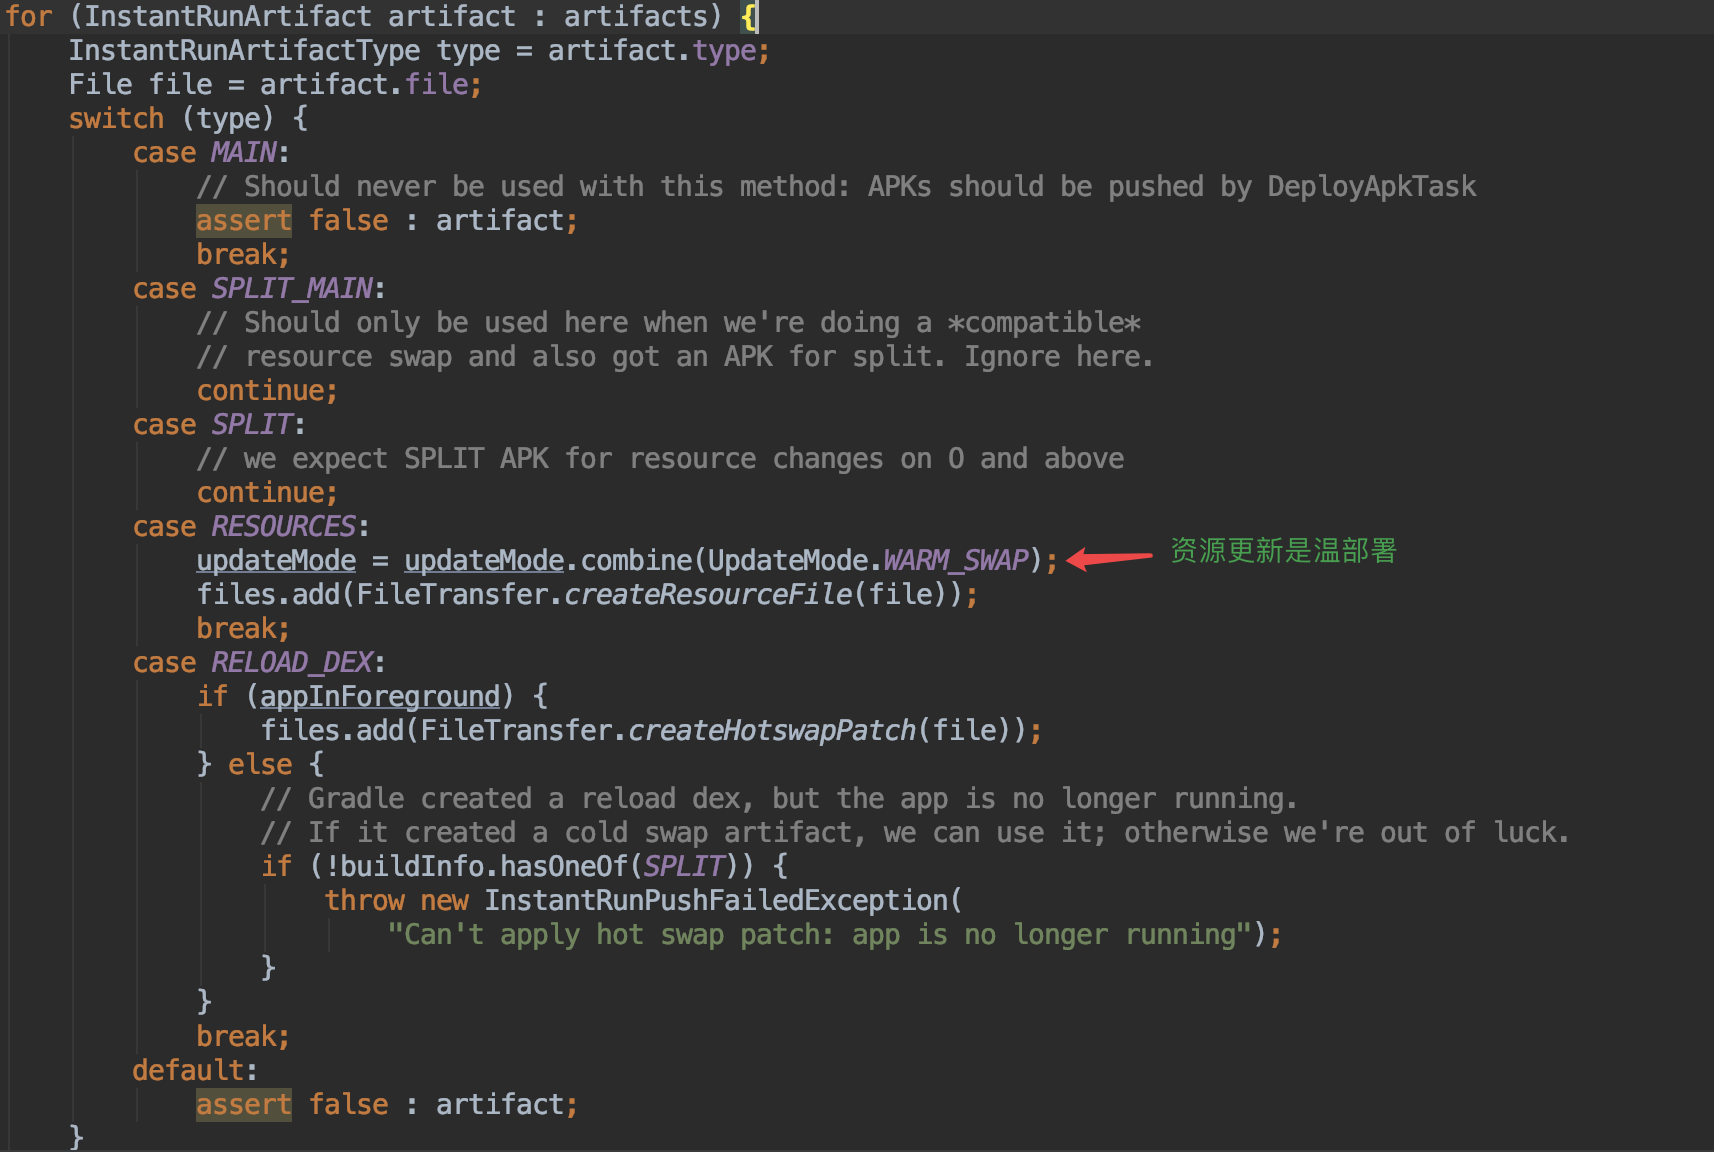 for (InstantRunArtifact artifact : artifacts) {
    InstantRunArtifactType type = artifact.type;
    File file = artifact.file;
    switch (type) {
        case MAIN:
            // Should never be used with this method: APKs should be pushed by DeployApkTask
            assert false : artifact;
            break;
        case SPLIT_MAIN:
            // Should only be used here when we're doing a *compatible*
            // resource swap and also got an APK for split. Ignore here.
            continue;
        case SPLIT:
            // we expect SPLIT APK for resource changes on O and above
            continue;
        case RESOURCES:
            updateMode = updateMode.combine(UpdateMode.WARM_SWAP); 资源更新是温部署
            files.add(FileTransfer.createResourceFile(file));
            break;
        case RELOAD_DEX:
            if (appInForeground) {
                files.add(FileTransfer.createHotswapPatch(file));
            } else {
                // Gradle created a reload dex, but the app is no longer running.
                // If it created a cold swap artifact, we can use it; otherwise we're out of luck.
                if (!buildInfo.hasOneOf(SPLIT)) {
                    throw new InstantRunPushFailedException(
                        "Can't apply hot swap patch: app is no longer running");
                }
            }
            break;
        default:
            assert false : artifact;
    }